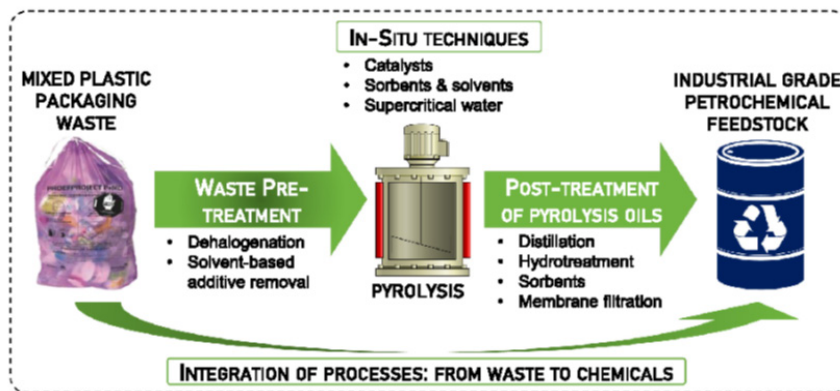 IN-SITU TECHNIQUES
• Catalysts
• Sorbents & solvents
• Supercritical water
MIXED PLASTIC
PACKAGING
WASTE
INDUSTRIAL GRADE
PETROCHEMICAL
FEEDSTOCK
WASTE PRE-
TREATMENT
• Dehalogenation
• Solvent-based
additive removal
PYROLYSIS
POST-TREATMENT
OF PYROLYSIS OILS
• Distillation
• Hydrotreatment
• Sorbents
• Membrane filtration
INTEGRATION OF PROCESSES: FROM WASTE TO CHEMICALS